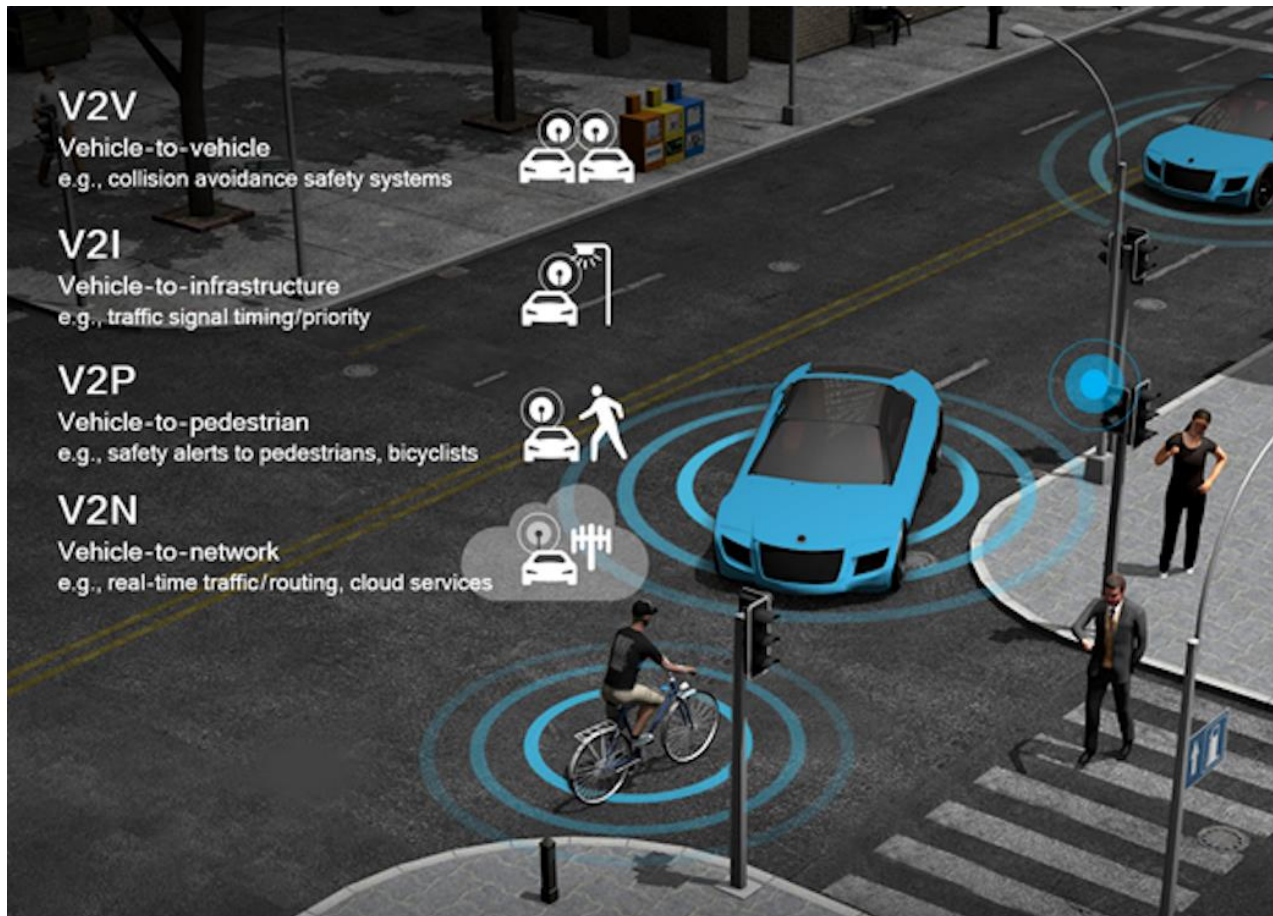 V2V
Vehicle-to-vehicle
e.g., collision avoidance safety systems
V2I
Vehicle-to-infrastructure
e.g., traffic signal timing/priority
V2P
Vehicle-to-pedestrian
e.g., safety alerts to pedestrians, bicyclists
V2N
Vehicle-to-network
e.g., real-time traffic/routing, cloud services